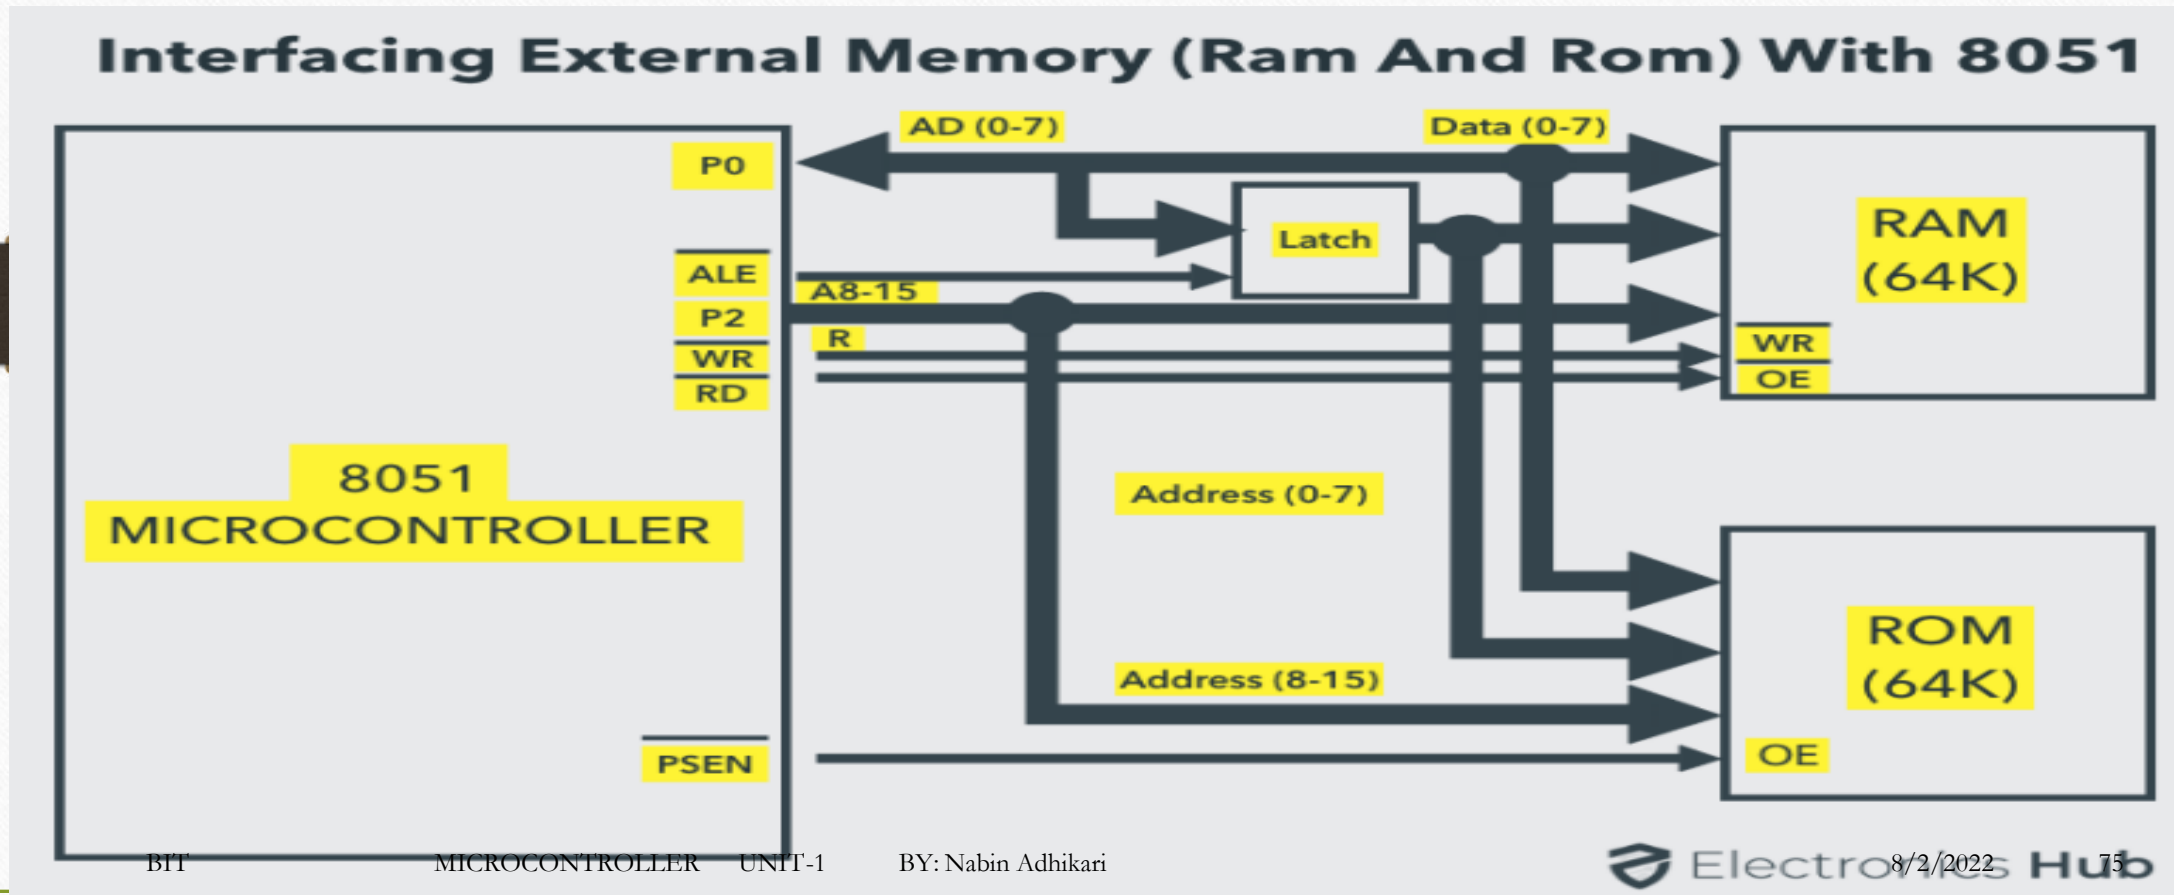 Interfacing External Memory (Ram And Rom) With 8051
AD (0-7)
Data (0-7)
P0
Latch
RAM
(64K)
ALE
A8-15
P2
R
WR
WR
RD
OE
8051
MICROCONTROLLER
Address (0-7)
ROM
(64K)
Address (8-15)
PSEN
OE
BIT MICROCONTROLLER UNIT-1 BY: Nabin Adhikari 8/2/2022 75
Electronics Hub